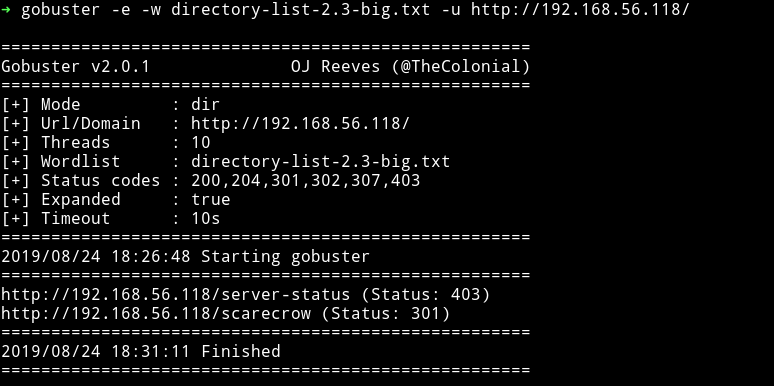 ➜ gobuster -e -w directory-list-2.3-big.txt -u http://192.168.56.118/
=====================================================
Gobuster v2.0.1              OJ Reeves (@TheColonial)
=====================================================
[+] Mode         : dir
[+] Url/Domain   : http://192.168.56.118/
[+] Threads      : 10
[+] Wordlist     : directory-list-2.3-big.txt
[+] Status codes : 200,204,301,302,307,403
[+] Expanded     : true
[+] Timeout      : 10s
=====================================================
2019/08/24 18:26:48 Starting gobuster
=====================================================
http://192.168.56.118/server-status (Status: 403)
http://192.168.56.118/scarecrow (Status: 301)
=====================================================
2019/08/24 18:31:11 Finished
=====================================================